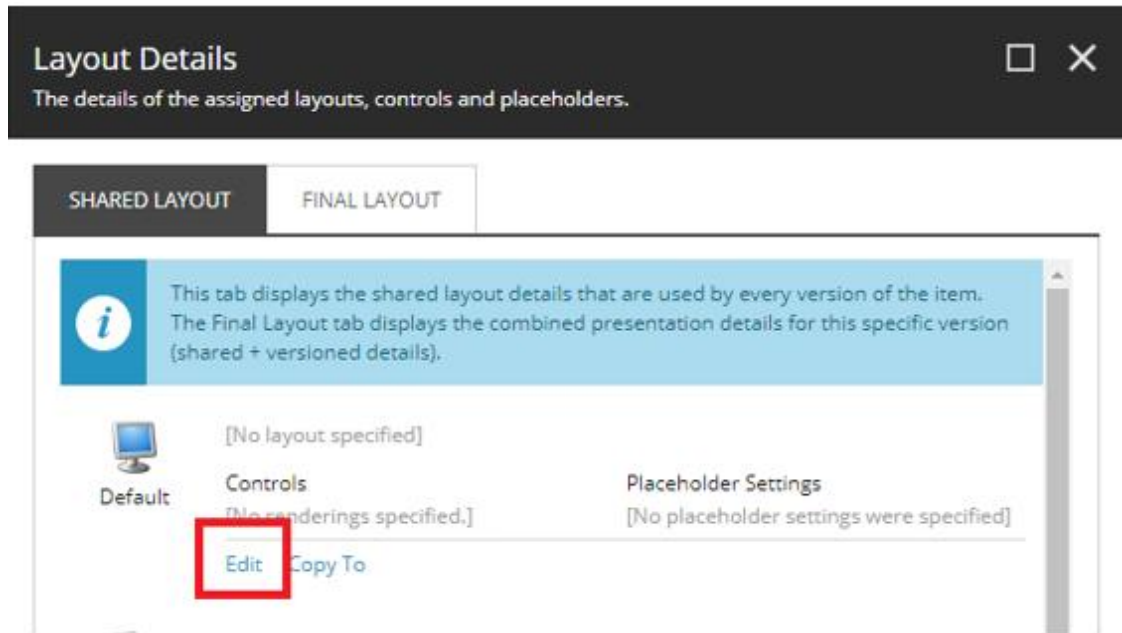 Layout Details
The details of the assigned layouts, controls and placeholders.
SHARED LAYOUT
FINAL LAYOUT
This tab displays the shared layout details that are used by every version of the item.
The Final Layout tab displays the combined presentation details for this specific version
(shared + versioned details).
[No layout specified]
Default
Controls
[No renderings specified.]
Placeholder Settings
[No placeholder settings were specified]
Edit Copy To